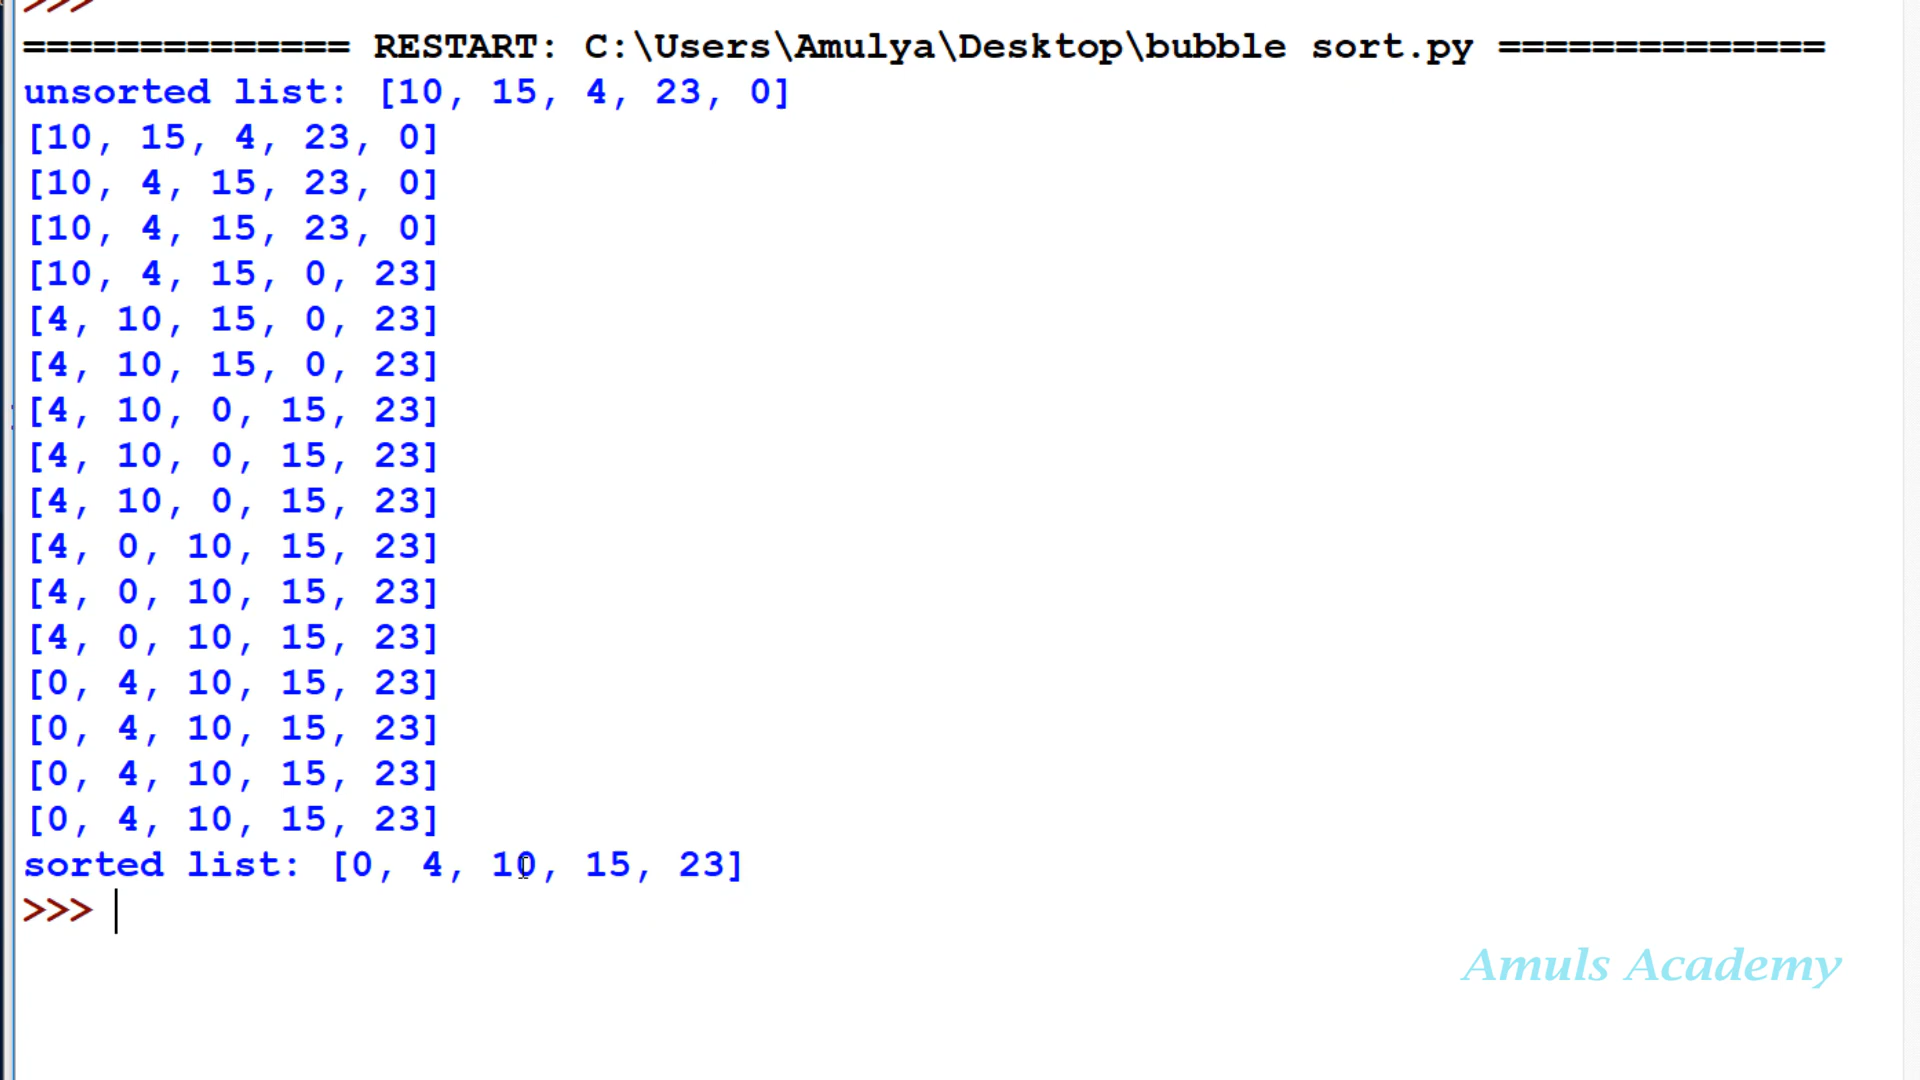 >>>
============== RESTART: C:\Users\Amulya\Desktop\bubble sort.py ==============
unsorted list: [10, 15, 4, 23, 0]
[10, 15, 4, 23, 0]
[10, 4, 15, 23, 0]
[10, 4, 15, 23, 0]
[10, 4, 15, 0, 23]
[4, 10, 15, 0, 23]
[4, 10, 15, 0, 23]
[4, 10, 0, 15, 23]
[4, 10, 0, 15, 23]
[4, 10, 0, 15, 23]
[4, 0, 10, 15, 23]
[4, 0, 10, 15, 23]
[4, 0, 10, 15, 23]
[0, 4, 10, 15, 23]
[0, 4, 10, 15, 23]
[0, 4, 10, 15, 23]
[0, 4, 10, 15, 23]
sorted list: [0, 4, 10, 15, 23]
>>>
Amuls Academy